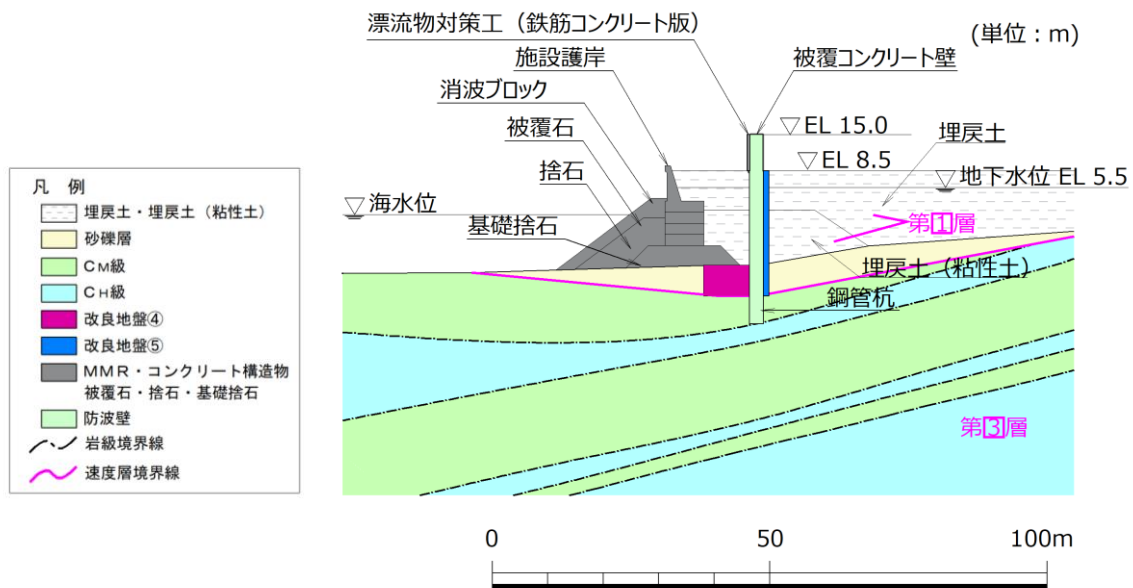 漂流物対策工（鉄筋コンクリート版）
(単位：m)
施設護岸
被覆コンクリート壁
消波ブロック
▽EL 15.0
被覆石
埋戻土
▽EL 8.5
捨石
▽地下水位 EL 5.5
▽海水位
第1層
基礎捨石
埋戻土（粘性土）
鋼管杭
第3層
凡 例
埋戻土・埋戻土（粘性土）
砂礫層
CM級
CH級
改良地盤④
改良地盤⑤
MMR・コンクリート構造物
被覆石・捨石・基礎捨石
防波壁
岩級境界線
速度層境界線
0 50 100m